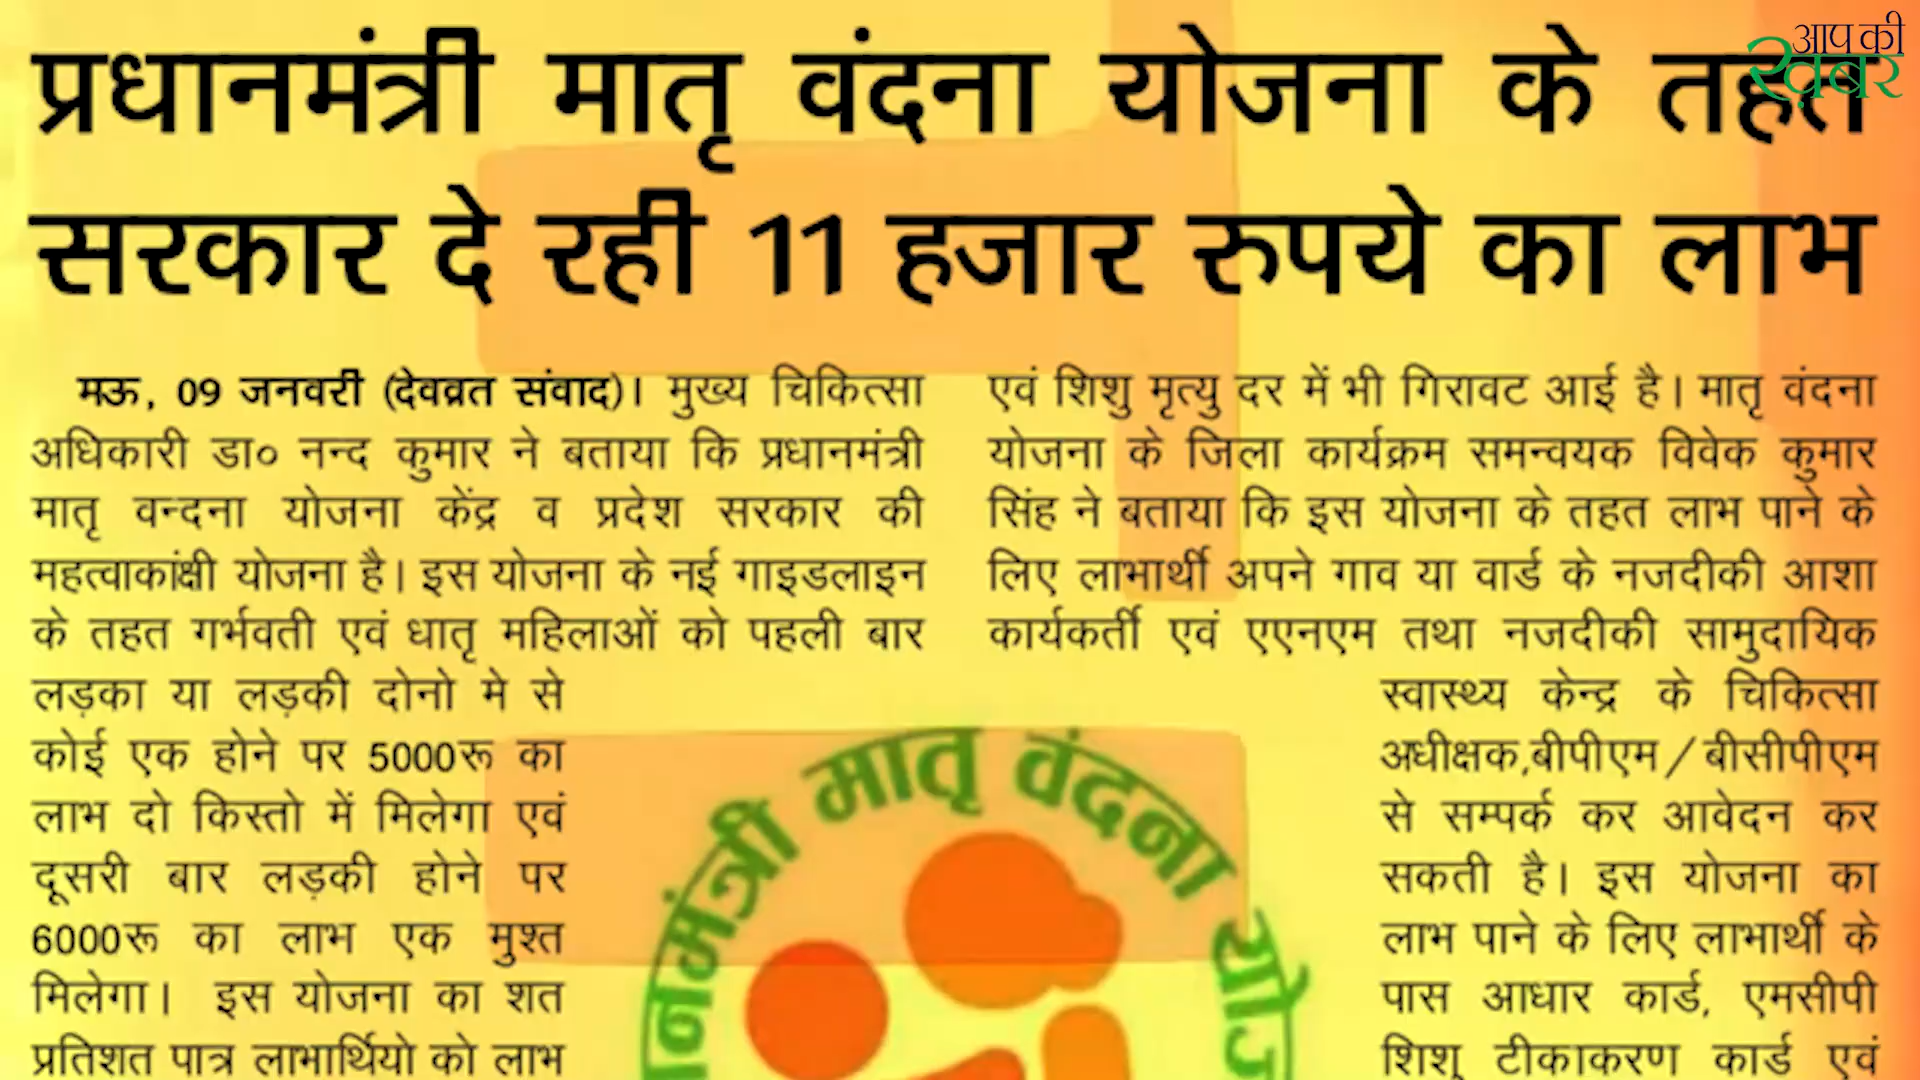 प्रधानमंत्री मातृ वंदना योजना के तहत
सरकार दे रही 11 हजार रुपये का लाभ
आप की
ख़बर
मऊ, 09 जनवरी (देवव्रत संवाद)। मुख्य चिकित्सा
अधिकारी डा० नन्द कुमार ने बताया कि प्रधानमंत्री
मातृ वन्दना योजना केंद्र व प्रदेश सरकार की
महत्वाकांक्षी योजना है। इस योजना के नई गाइडलाइन
के तहत गर्भवती एवं धातृ महिलाओं को पहली बार
लड़का या लड़की दोनो मे से
कोई एक होने पर 5000रू का
लाभ दो किस्तो में मिलेगा एवं
दूसरी बार लड़की होने पर
6000रू का लाभ एक मुश्त
मिलेगा। इस योजना का शत
प्रतिशत पात्र लाभार्थियो को लाभ
एवं शिशु मृत्यु दर में भी गिरावट आई है। मातृ वंदना
योजना के जिला कार्यक्रम समन्वयक विवेक कुमार
सिंह ने बताया कि इस योजना के तहत लाभ पाने के
लिए लाभार्थी अपने गाव या वार्ड के नजदीकी आशा
कार्यकर्ती एवं एएनएम तथा नजदीकी सामुदायिक
स्वास्थ्य केन्द्र के चिकित्सा
अधीक्षक,बीपीएम/बीसीपीएम
से सम्पर्क कर आवेदन कर
सकती है। इस योजना का
लाभ पाने के लिए लाभार्थी के
पास आधार कार्ड, एमसीपी
शिशु टीकाकरण कार्ड एवं
मातृ वंदना